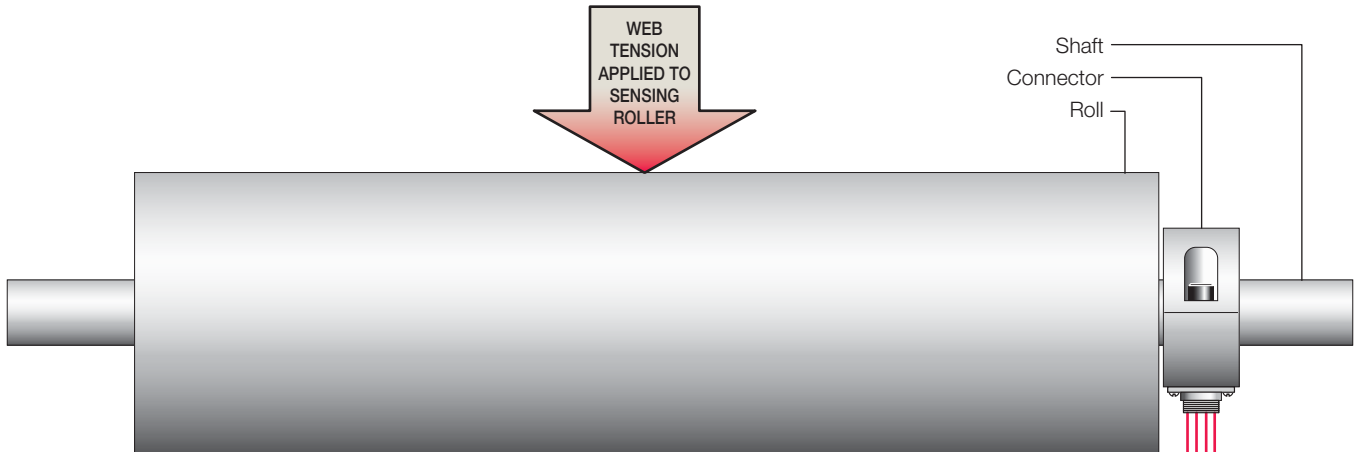 WEB
TENSION
APPLIED TO
SENSING
ROLLER
Shaft
Connector
Roll